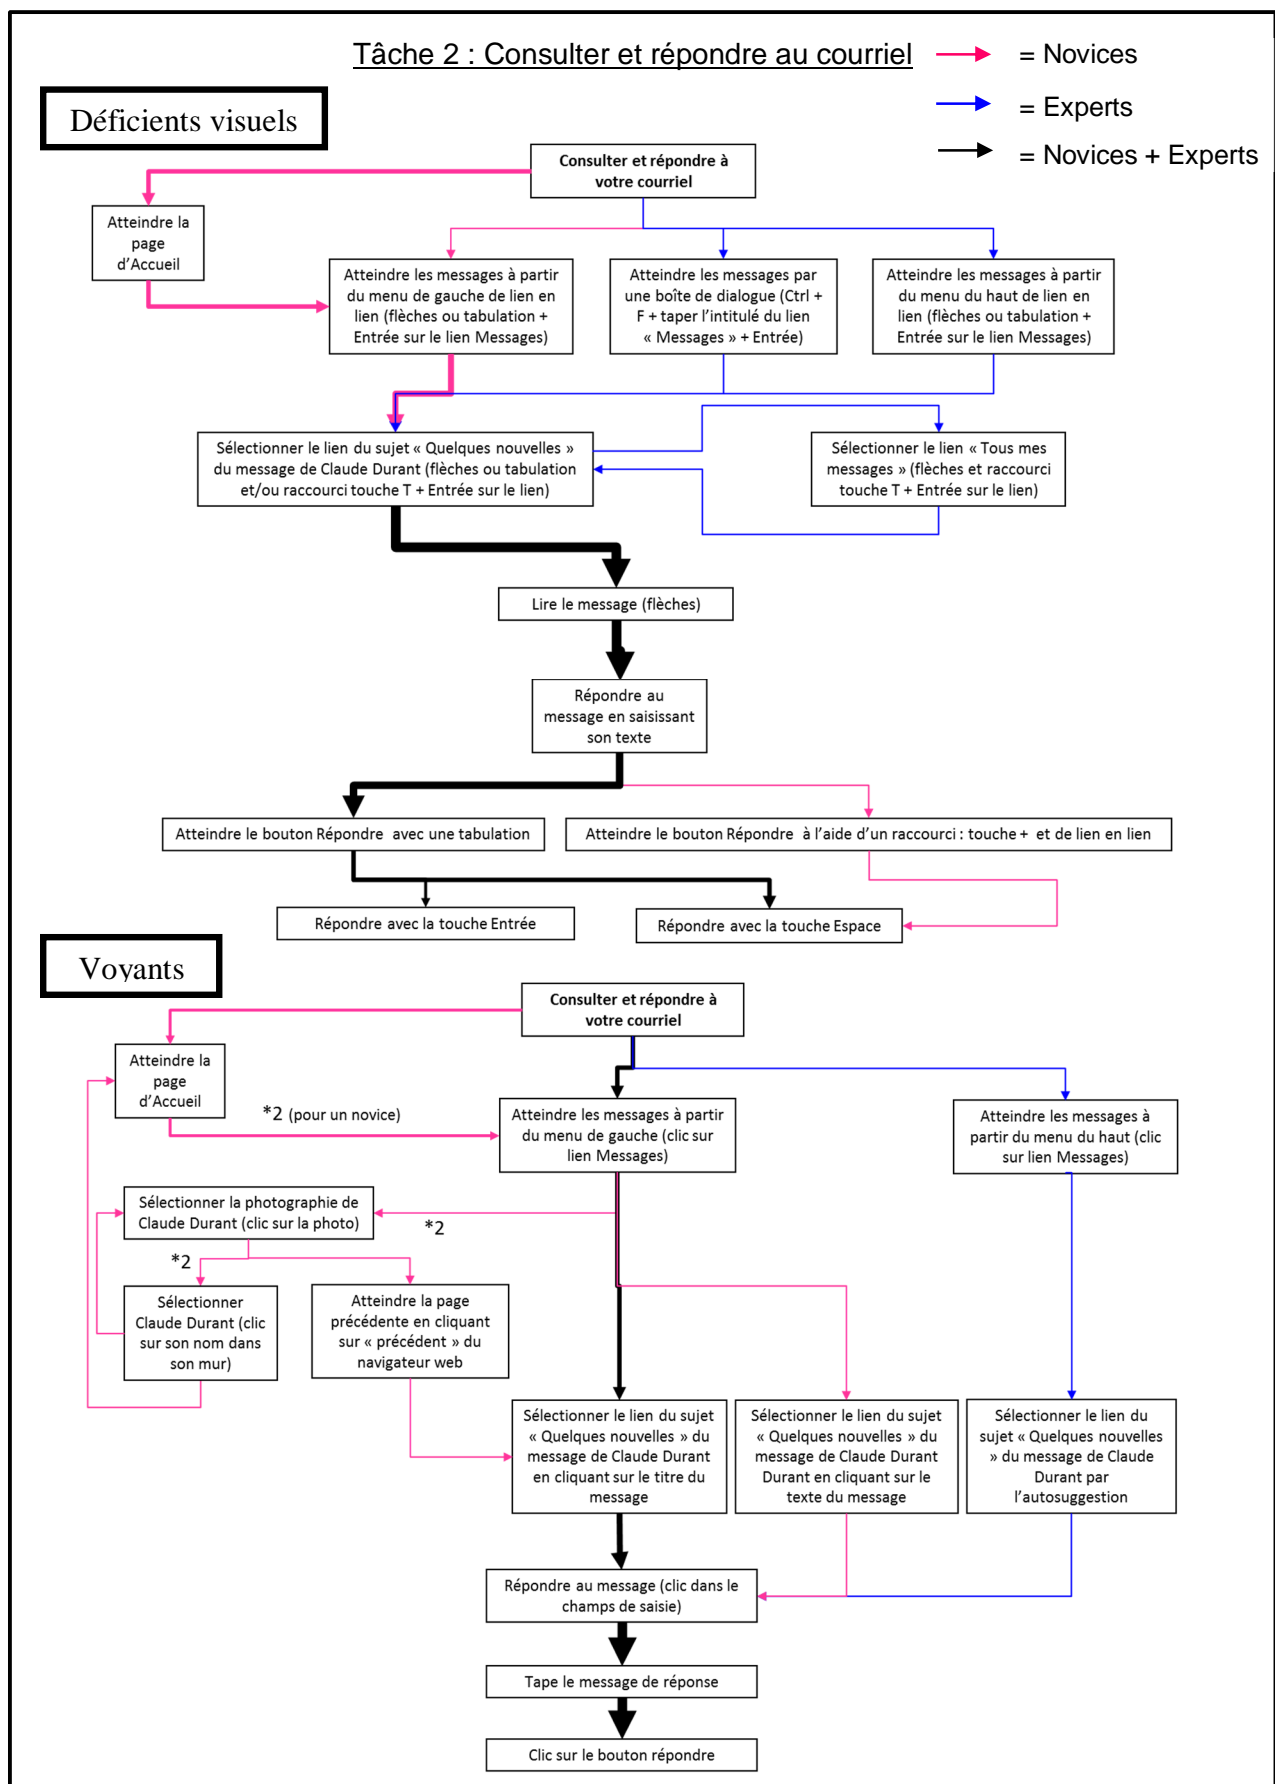 Tâche 2 : Consulter et répondre au courriel
= Novices
= Experts
= Novices + Experts
Déficients visuels
Consulter et répondre à
votre courriel
Atteindre la
page
d’Accueil
Atteindre les messages à partir
du menu de gauche de lien en
lien (flèches ou tabulation +
Entrée sur le lien Messages)
Atteindre les messages par
une boîte de dialogue (Ctrl +
F + taper l’intitulé du lien
« Messages » + Entrée)
Atteindre les messages à partir
du menu du haut de lien en
lien (flèches ou tabulation +
Entrée sur le lien Messages)
Sélectionner le lien du sujet « Quelques nouvelles »
du message de Claude Durant (flèches ou tabulation
et/ou raccourci touche T + Entrée sur le lien)
Sélectionner le lien « Tous mes
messages » (flèches et raccourci
touche T + Entrée sur le lien)
Lire le message (flèches)
Répondre au
message en saisissant
son texte
Atteindre le bouton Répondre avec une tabulation
Atteindre le bouton Répondre à l’aide d’un raccourci : touche + et de lien en lien
Répondre avec la touche Entrée
Répondre avec la touche Espace
Voyants
Consulter et répondre à
votre courriel
Atteindre la
page
d’Accueil
*2 (pour un novice)
Atteindre les messages à partir
du menu de gauche (clic sur
lien Messages)
Atteindre les messages à
partir du menu du haut (clic
sur lien Messages)
Sélectionner la photographie de
Claude Durant (clic sur la photo)
*2
*2
Sélectionner
Claude Durant (clic
sur son nom dans
son mur)
Atteindre la page
précédente en cliquant
sur « précédent » du
navigateur web
Sélectionner le lien du sujet
« Quelques nouvelles » du
message de Claude Durant
en cliquant sur le titre du
message
Sélectionner le lien du sujet
« Quelques nouvelles » du
message de Claude Durant
Durant en cliquant sur le
texte du message
Sélectionner le lien du
sujet « Quelques nouvelles
» du message de Claude
Durant par
l’autosuggestion
Répondre au message (clic dans le
champs de saisie)
Tape le message de réponse
Clic sur le bouton répondre